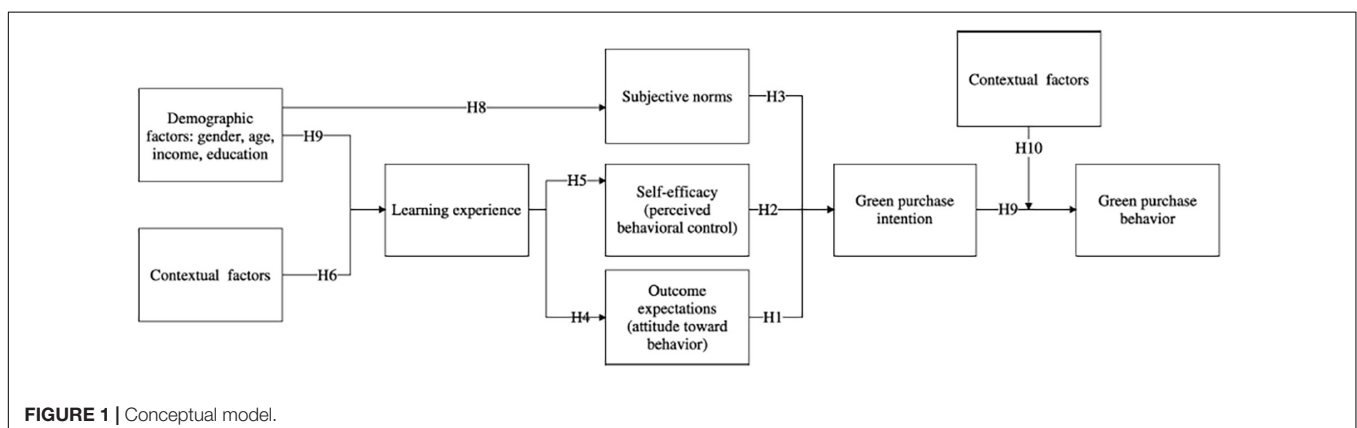 Demographic
factors: gender, age,
income, education
H8
H9
Contextual factors
H6
Learning experience
H5
H4
Subjective norms
H3
Self-efficacy
(perceived
behavioral control)
H2
Outcome
expectations
(attitude toward
behavior)
H1
Green purchase
intention
H9
Contextual factors
H10
Green purchase
behavior
FIGURE 1 | Conceptual model.